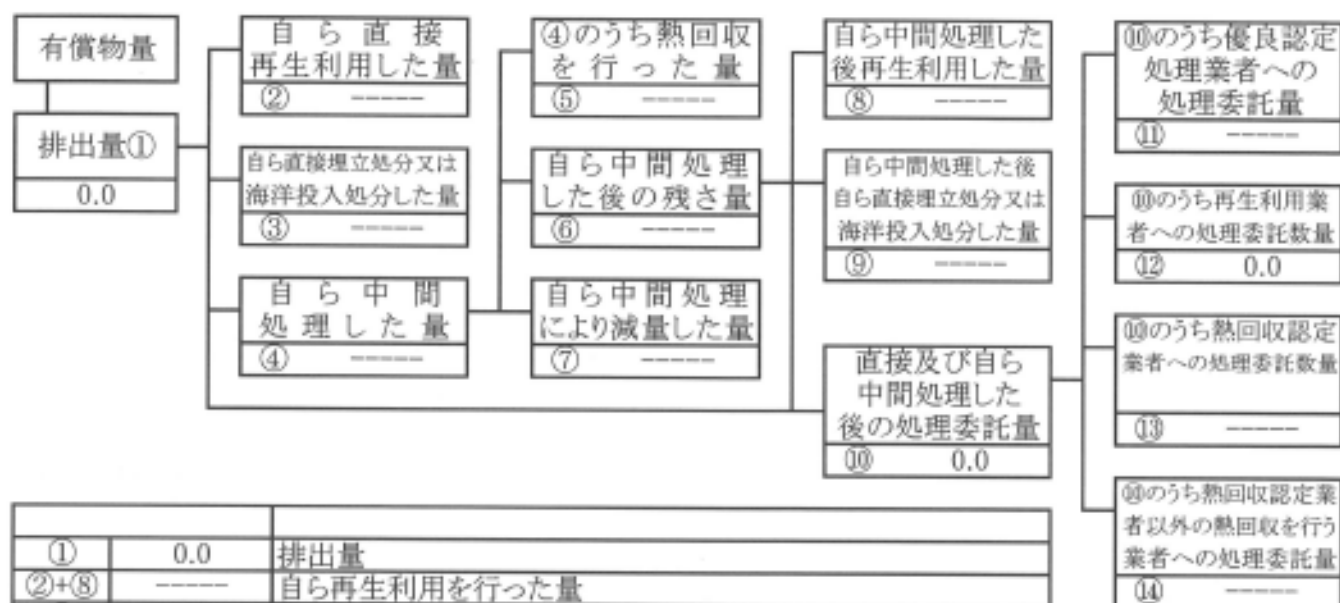 有償物量
排出量①
0.0
自ら直接
再生利用した量
② -----
自ら直接埋立処分又は
海洋投入処分した量
③ -----
自ら中間
処理した量
④ -----
④のうち熱回収
を行った量
⑤ -----
自ら中間処理
した後の残さ量
⑥ -----
自ら中間処理
により減量した量
⑦ -----
自ら中間処理した
後再生利用した量
⑧ -----
自ら中間処理した後
自ら直接埋立処分又は
海洋投入処分した量
⑨ -----
直接及び自ら
中間処理した
後の処理委託量
⑩ 0.0
⑩のうち優良認定
処理業者への
処理委託量
⑪ -----
⑩のうち再生利用業
者への処理委託数量
⑫ 0.0
⑩のうち熱回収認定
業者への処理委託数量
⑬ -----
⑩のうち熱回収認定業
者以外の熱回収を行う
業者への処理委託量
⑭ -----
① 0.0 排出量
②+⑧ ----- 自ら再生利用を行った量